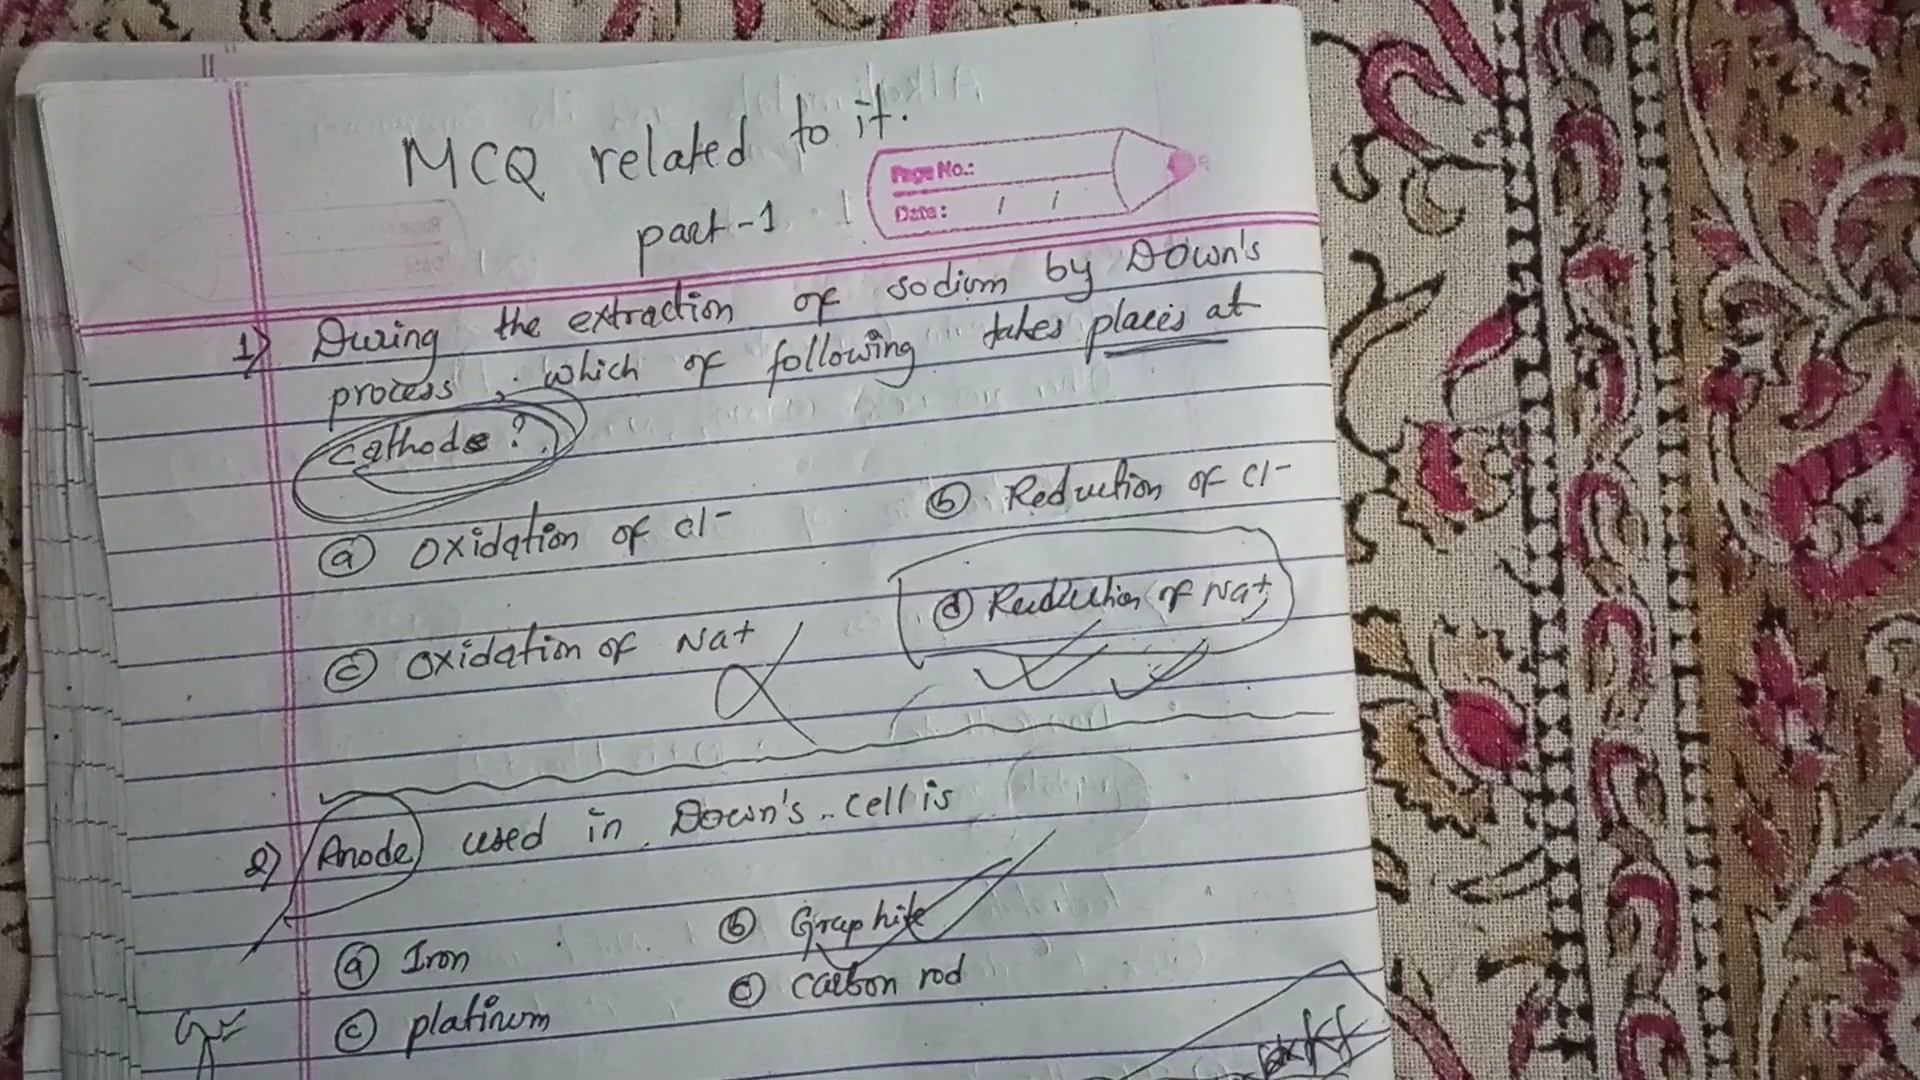 MCQ related to it.
part-1
Page No.:
Date: / /
1) During the extraction of sodium by Down's
process, which of following takes places at
cathode?
(a) Oxidation of Cl-
(b) Reduction of Cl-
(c) Oxidation of Na+
(d) Reduction of Na+
2) Anode used in Down's cell is
(a) Iron
(b) Graphite
(c) platinum
(d) Carbon rod